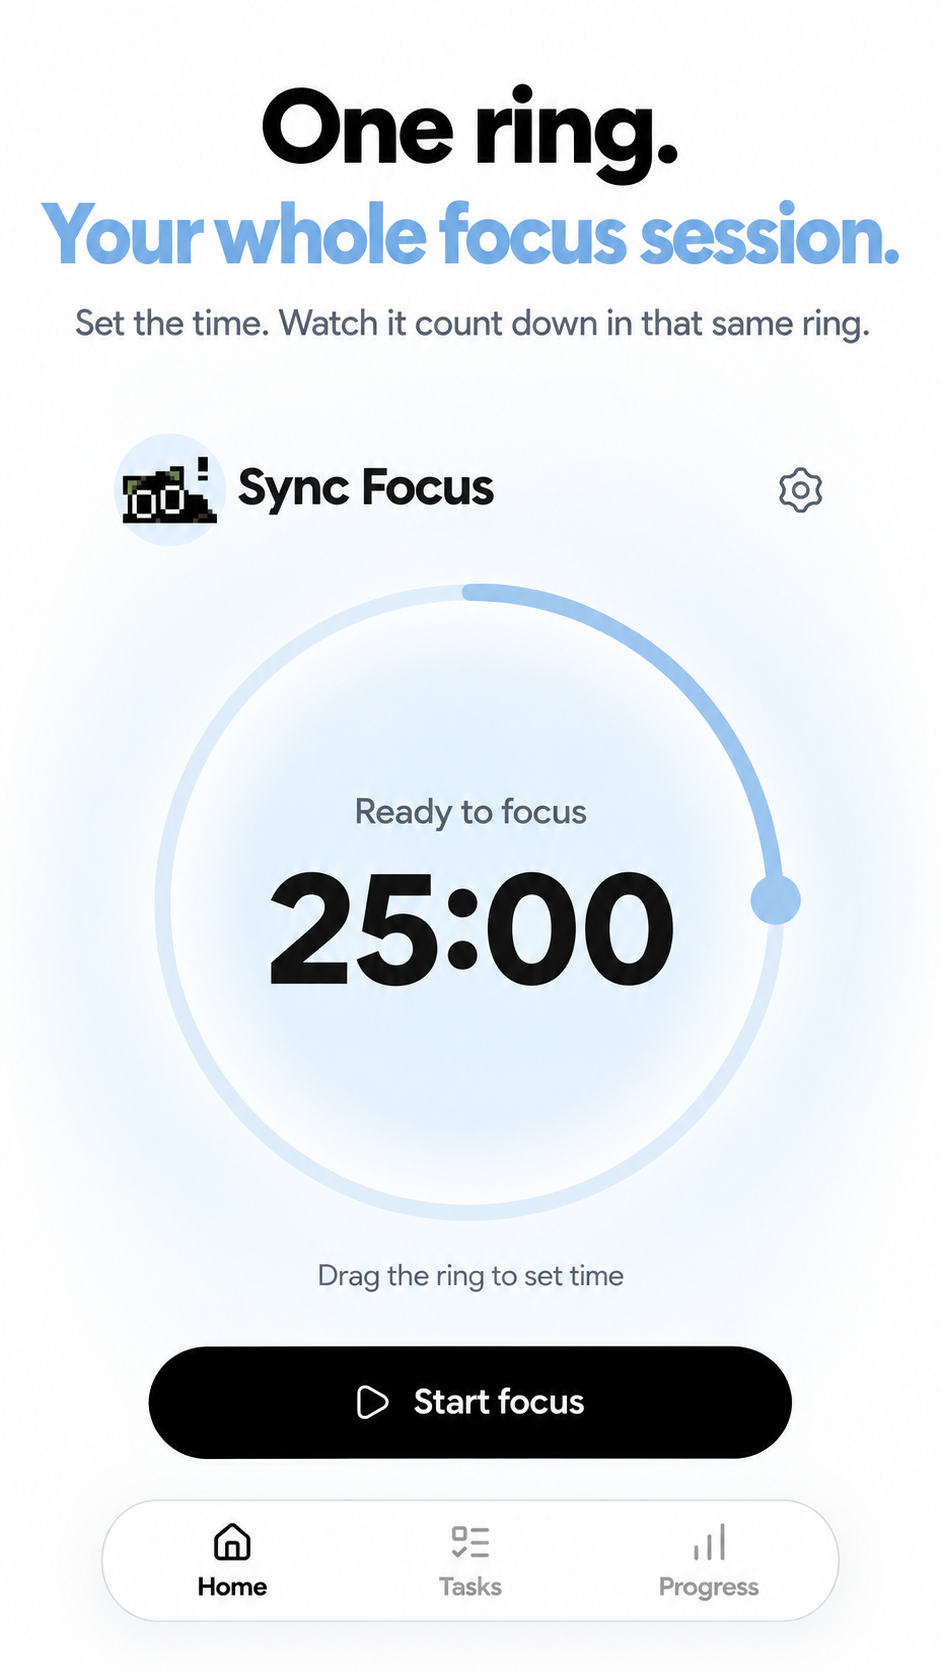 One ring.
Your whole focus session.
Set the time. Watch it count down in that same ring.
Sync Focus
Ready to focus
25:00
Drag the ring to set time
Start focus
Home
Tasks
Progress